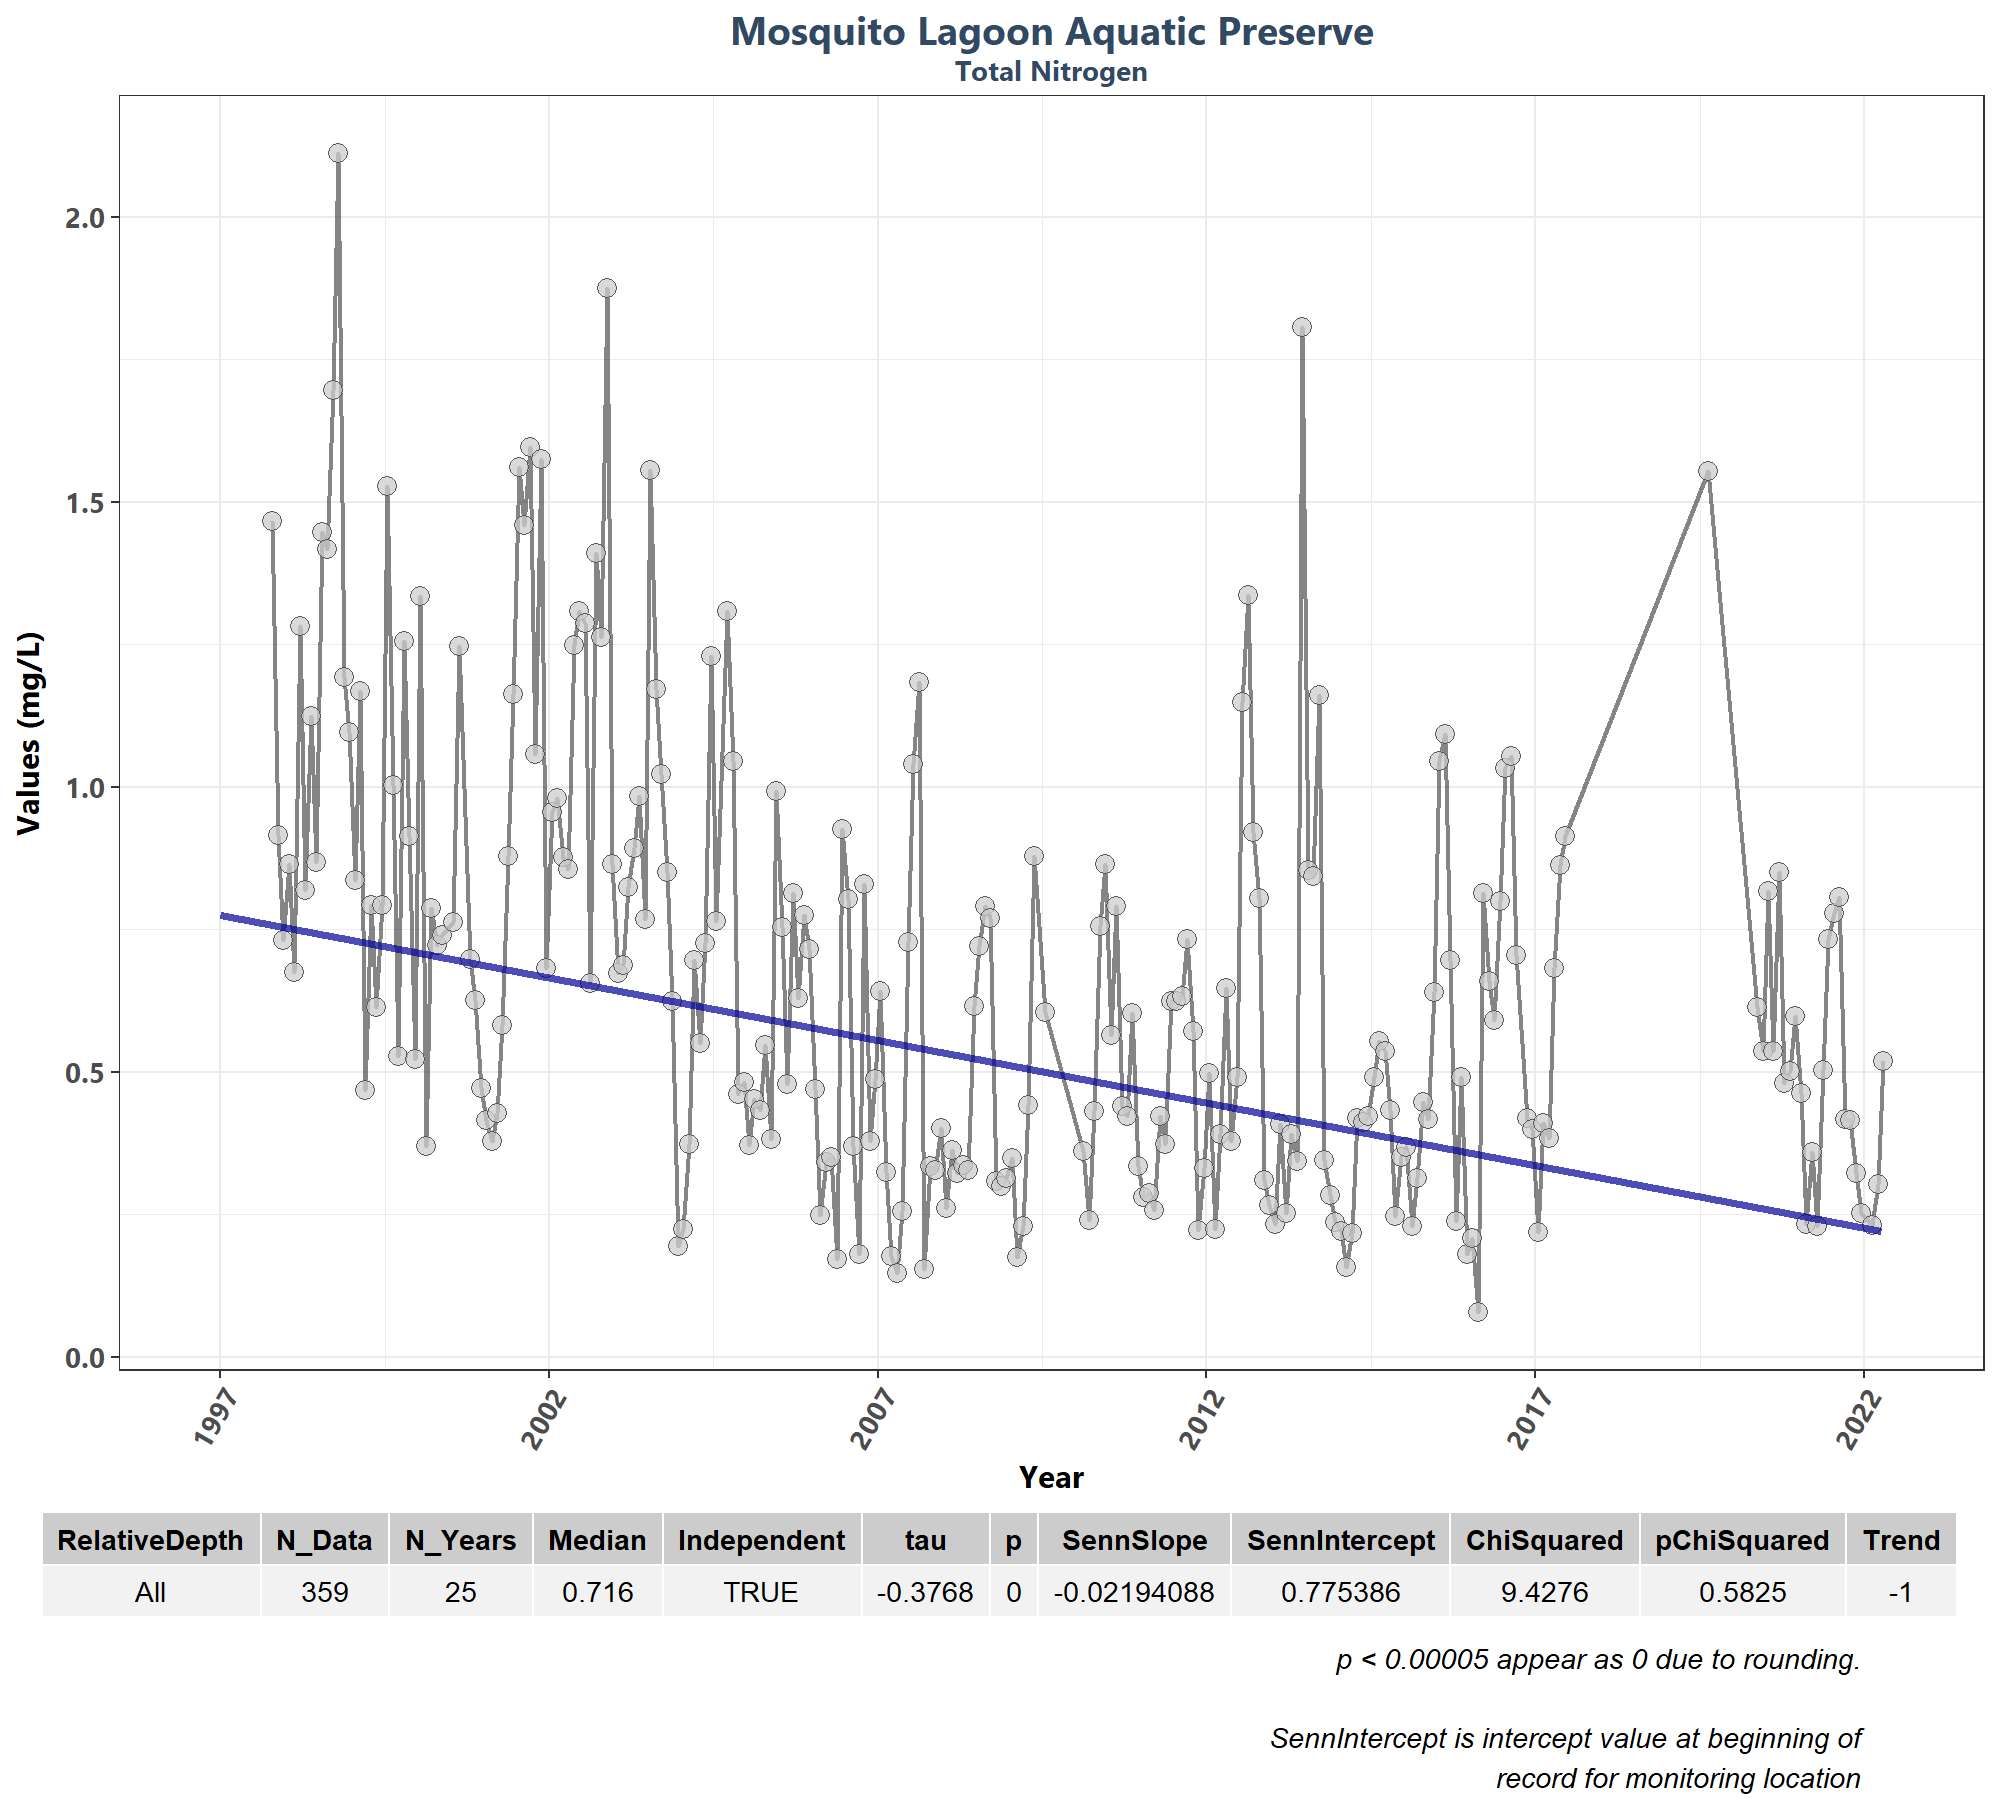 Mosquito Lagoon Aquatic Preserve
Total Nitrogen
Values (mg/L)
2.0
1.5
1.0
0.5
0.0
1997 2002 2007 2012 2017 2022
Year
RelativeDepth N_Data N_Years Median Independent tau p SennSlope SennIntercept ChiSquared pChiSquared Trend
All 359 25 0.716 TRUE -0.3768 0 -0.02194088 0.775386 9.4276 0.5825 -1
p < 0.00005 appear as 0 due to rounding.
SennIntercept is intercept value at beginning of
record for monitoring location